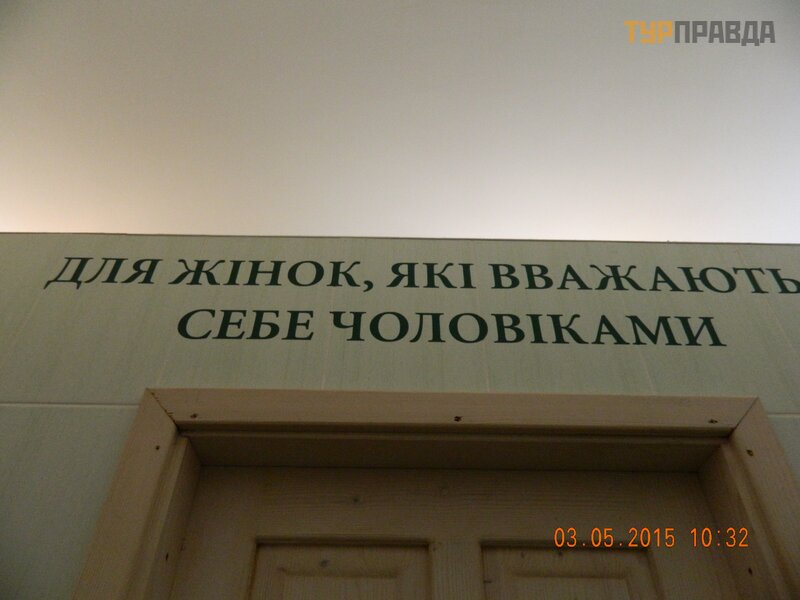 ТУРПРАВДА
ДЛЯ ЖІНОК, ЯКІ ВВАЖАЮТЬ
СЕБЕ ЧОЛОВІКАМИ
03.05.2015 10:32